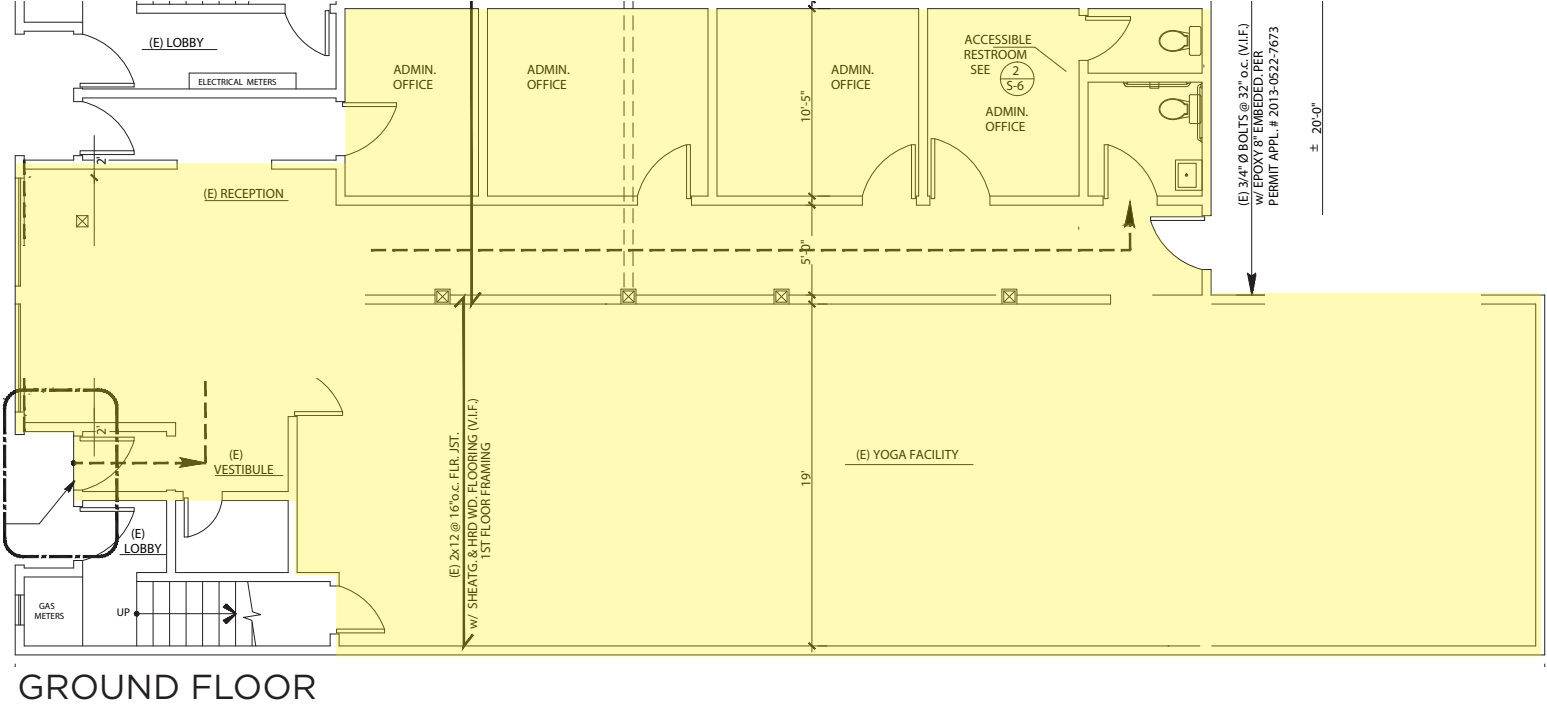 (E) LOBBY
ELECTRICAL METERS
ADMIN.
OFFICE
ADMIN.
OFFICE
ADMIN.
OFFICE
ACCESSIBLE
RESTROOM
SEE
2
S-6
ADMIN.
OFFICE
10'-5"
(E) 3/4" Ø BOLTS @ 32" o.c. (V.I.F.)
w/ EPOXY 8" EMBEDED. PER
PERMIT APPL. # 2013-0522-7673
± 20'-0"
2'
(E) RECEPTION
5'-0"
2'
(E)
VESTIBULE
(E) 2x12 @ 16"o.c. FLR. JST.
w/ SHEATG. & HRD WD. FLOORING (V.I.F.)
1ST FLOOR FRAMING
19'
(E) YOGA FACILITY
(E)
LOBBY
GAS
METERS
UP
GROUND FLOOR